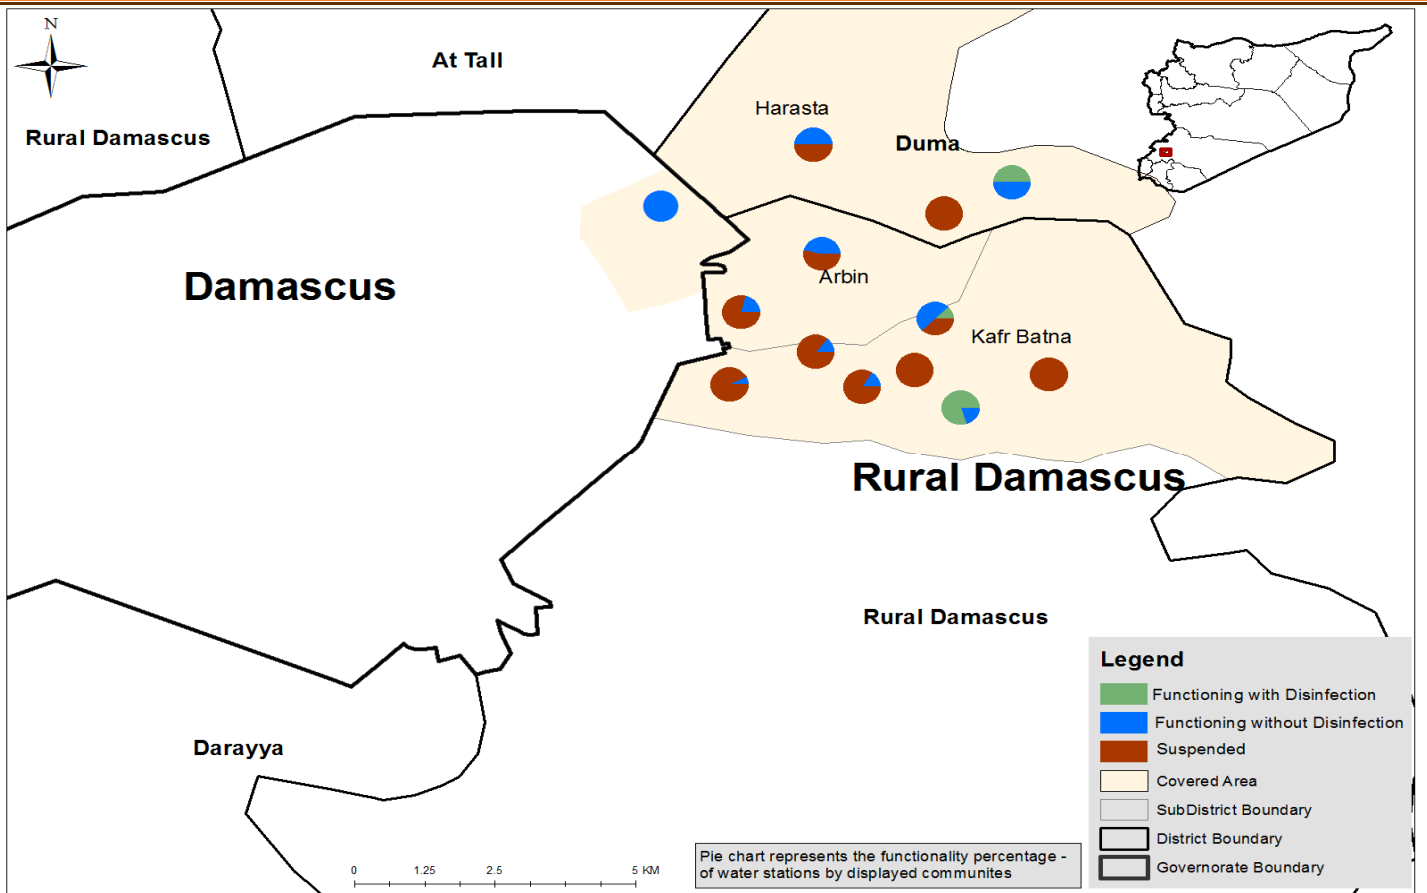 N
At Tall
Rural Damascus
Harasta
Duma
Damascus
Arbin
Kafr Batna
Rural Damascus
Rural Damascus
Darayya
Legend
Functioning with Disinfection
Functioning without Disinfection
Suspended
Covered Area
SubDistrict Boundary
District Boundary
Governorate Boundary
Pie chart represents the functionality percentage -
of water stations by displayed communites
0 1.25 2.5 5 KM